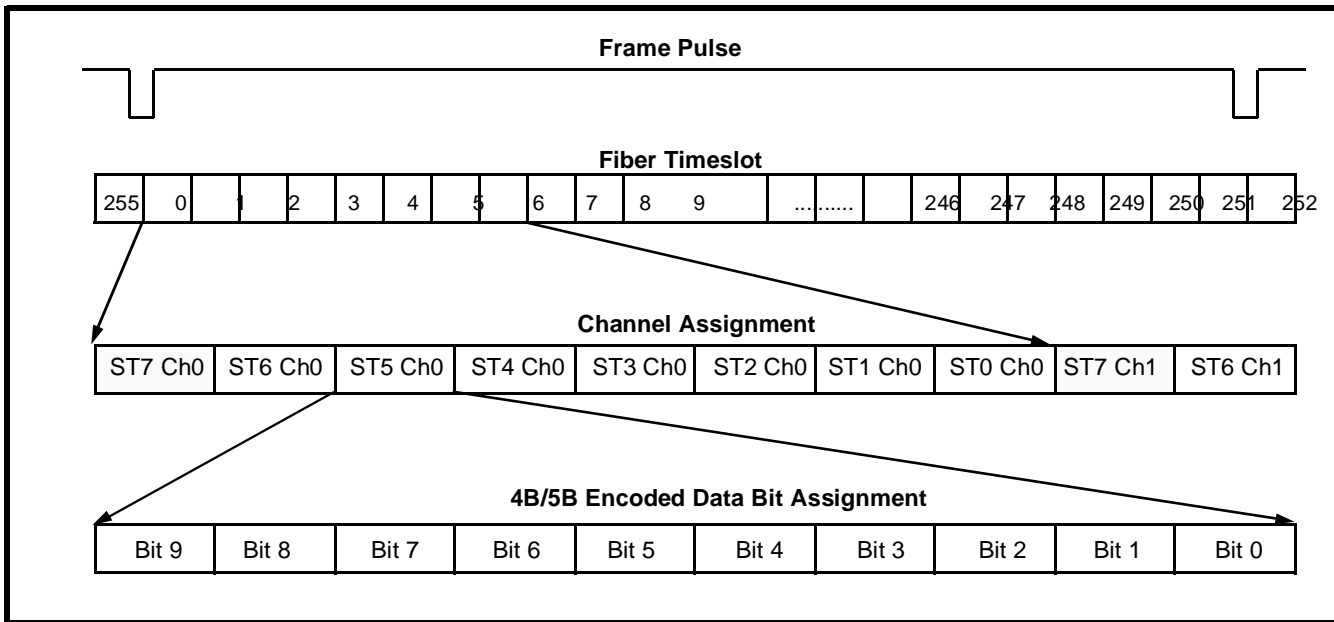 Frame Pulse
Fiber Timeslot
255 0 1 2 3 4 5 6 7 8 9 .......... 246 247 248 249 250 251 252
Channel Assignment
ST7 Ch0 ST6 Ch0 ST5 Ch0 ST4 Ch0 ST3 Ch0 ST2 Ch0 ST1 Ch0 ST0 Ch0 ST7 Ch1 ST6 Ch1
4B/5B Encoded Data Bit Assignment
Bit 9 Bit 8 Bit 7 Bit 6 Bit 5 Bit 4 Bit 3 Bit 2 Bit 1 Bit 0